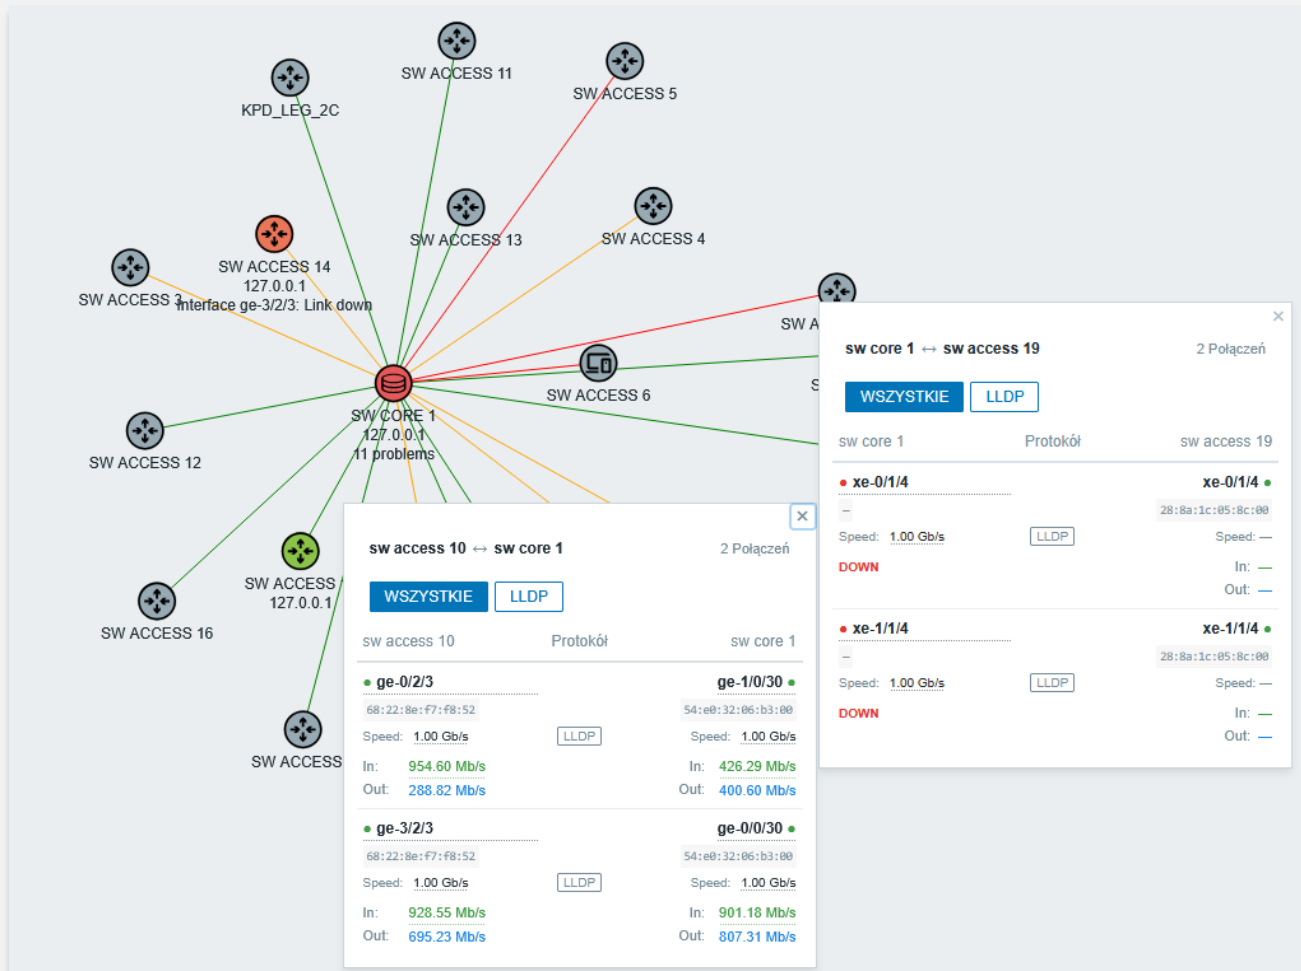 SW ACCESS 11
KPD_LEG_2C
SW ACCESS 5
SW ACCESS 13
SW ACCESS 4
SW ACCESS 14
127.0.0.1
Interface ge-3/2/3: Link down
SW ACCESS 3
SW A
SW ACCESS 6
SW CORE 1
127.0.0.1
11 problems
SW ACCESS 12
SW ACCESS
127.0.0.1
SW ACCESS 16
SW ACCESS
sw core 1 ↔ sw access 19
2 Połączeń
WSZYSTKIE
LLDP
sw core 1 Protokół sw access 19
xe-0/1/4 xe-0/1/4
– 28:8a:1c:05:8c:00
Speed: 1.00 Gb/s LLDP Speed: —
DOWN In: —
Out: —
xe-1/1/4 xe-1/1/4
– 28:8a:1c:05:8c:00
Speed: 1.00 Gb/s LLDP Speed: —
DOWN In: —
Out: —
sw access 10 ↔ sw core 1
2 Połączeń
WSZYSTKIE
LLDP
sw access 10 Protokół sw core 1
ge-0/2/3 ge-1/0/30
68:22:8e:f7:f8:52 54:e0:32:06:b3:00
Speed: 1.00 Gb/s LLDP Speed: 1.00 Gb/s
In: 954.60 Mb/s In: 426.29 Mb/s
Out: 288.82 Mb/s Out: 400.60 Mb/s
ge-3/2/3 ge-0/0/30
68:22:8e:f7:f8:52 54:e0:32:06:b3:00
Speed: 1.00 Gb/s LLDP Speed: 1.00 Gb/s
In: 928.55 Mb/s In: 901.18 Mb/s
Out: 695.23 Mb/s Out: 807.31 Mb/s